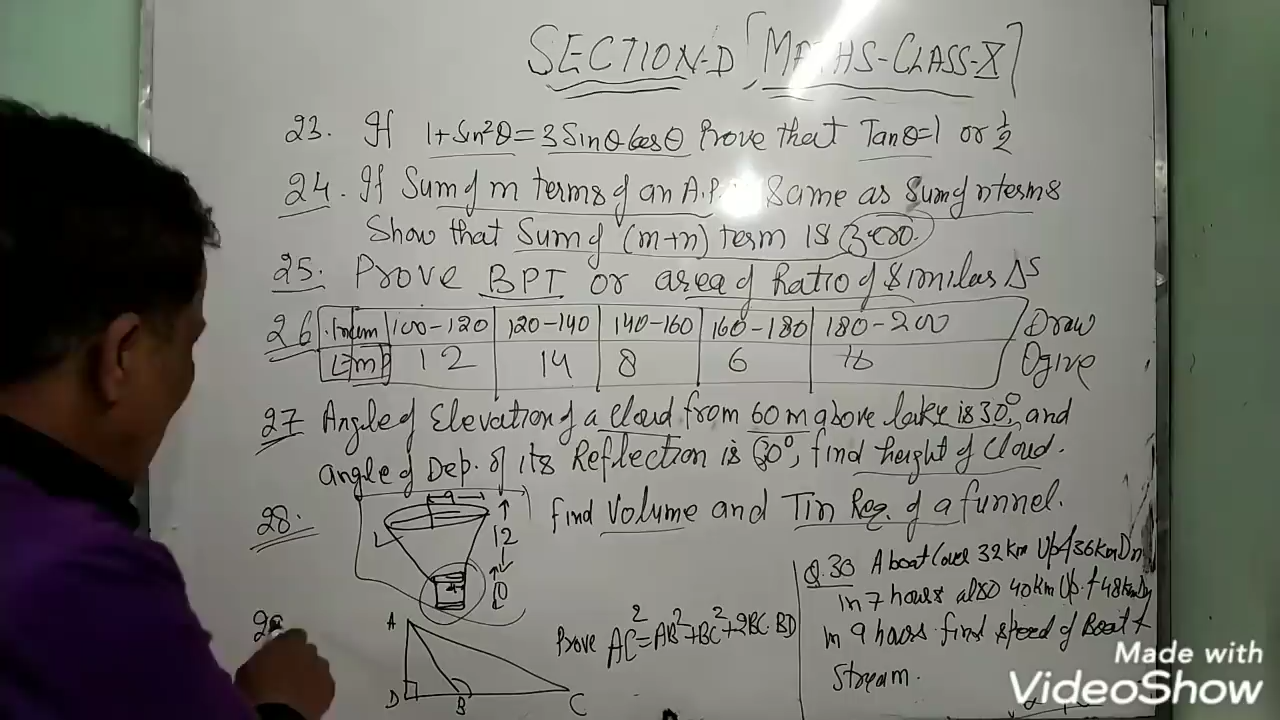 SECTION-D [MATHS-CLASS-X]
23. If 1+Sin²θ=3Sinθ Cosθ Prove that Tanθ=1 or 1/2
24. If Sum of m terms of an A.P. Same as Sum of n terms
Show that Sum of (m+n) term is Zero.
25. Prove BPT or area of Ratio of Similar Δs
26 100-120 120-140 140-160 160-180 180-200 Draw
Emp 12 14 8 6 10 Ogive
27 Angle of Elevation of a Cloud from 60m above lake is 30°, and
angle of Dep. of its Reflection is 60°, find height of Cloud.
28. find Volume and Tin Req. of a funnel.
12
10
A
D B C
Prove AC²=AB²+BC²+2BC.BD
Q.30 A boat Cover 32km Up & 36km Dn
in 7 hours also 40km Up. & 48km Dn
in 9 hours find speed of Boat &
Stream.
Made with
VideoShow